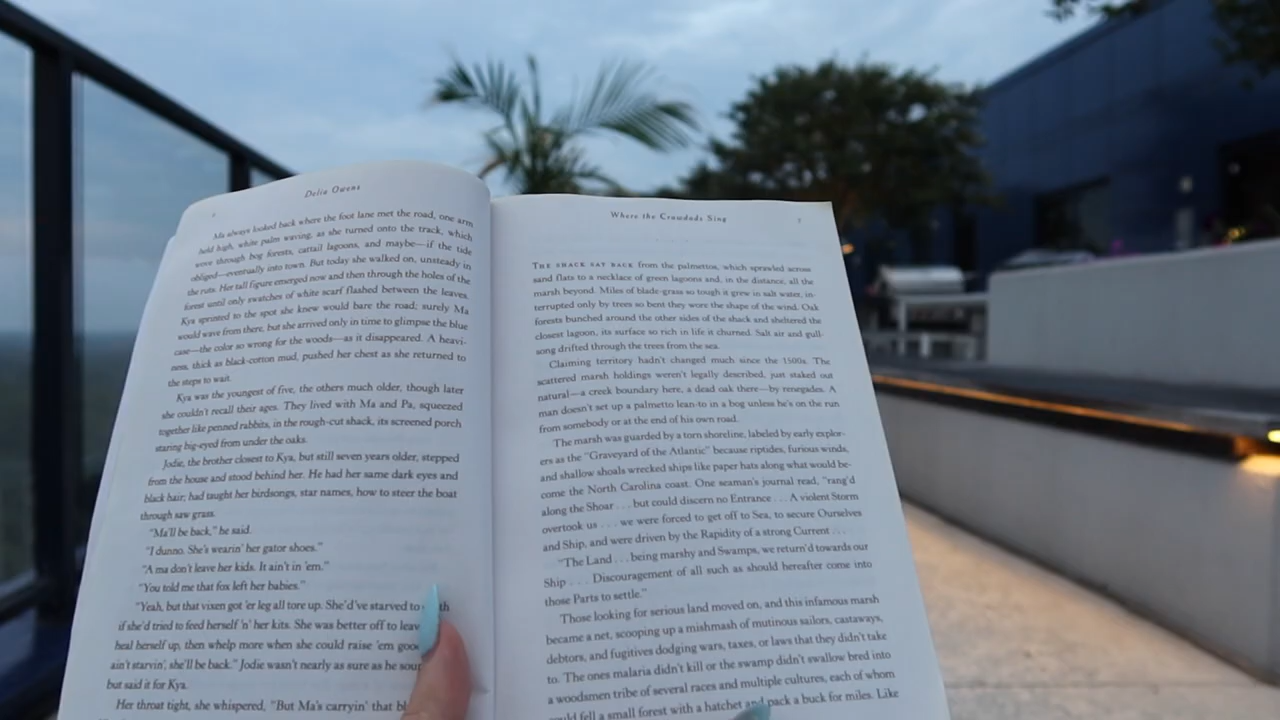 Delia Owens
Ma always looked back where the foot lane met the road, one arm
held high, white palm waving, as she turned onto the track, which
wove through bog forests, cattail lagoons, and maybe—if the tide
obliged—eventually into town. But today she walked on, unsteady in
the ruts. Her tall figure emerged now and then through the holes of the
forest until only swatches of white scarf flashed between the leaves.
Kya sprinted to the spot she knew would bare the road; surely Ma
would wave from there, but she arrived only in time to glimpse the blue
case—the color so wrong for the woods—as it disappeared. A heavi-
ness, thick as black-cotton mud, pushed her chest as she returned to
the steps to wait.
Kya was the youngest of five, the others much older, though later
she couldn't recall their ages. They lived with Ma and Pa, squeezed
together like penned rabbits, in the rough-cut shack, its screened porch
staring big-eyed from under the oaks.
Jodie, the brother closest to Kya, but still seven years older, stepped
from the house and stood behind her. He had her same dark eyes and
black hair; had taught her birdsongs, star names, how to steer the boat
through saw grass.
"Ma'll be back," he said.
"I dunno. She's wearin' her gator shoes."
"A ma don't leave her kids. It ain't in 'em."
"You told me that fox left her babies."
"Yeah, but that vixen got 'er leg all tore up. She'd've starved to
if she'd tried to feed herself 'n' her kits. She was better off to leav
heal herself up, then whelp more when she could raise 'em goo
ain't starvin', she'll be back." Jodie wasn't nearly as sure as he sou
but said it for Kya.
Her throat tight, she whispered, "But Ma's carryin' that bl
Where the Crawdads Sing
THE SHACK SAT BACK from the palmettos, which sprawled across
sand flats to a necklace of green lagoons and, in the distance, all the
marsh beyond. Miles of blade-grass so tough it grew in salt water, in-
terrupted only by trees so bent they wore the shape of the wind. Oak
forests bunched around the other sides of the shack and sheltered the
closest lagoon, its surface so rich in life it churned. Salt air and gull-
song drifted through the trees from the sea.
Claiming territory hadn't changed much since the 1500s. The
scattered marsh holdings weren't legally described, just staked out
natural—a creek boundary here, a dead oak there—by renegades. A
man doesn't set up a palmetto lean-to in a bog unless he's on the run
from somebody or at the end of his own road.
The marsh was guarded by a torn shoreline, labeled by early explor-
ers as the "Graveyard of the Atlantic" because riptides, furious winds,
and shallow shoals wrecked ships like paper hats along what would be-
come the North Carolina coast. One seaman's journal read, "rang'd
along the Shoar . . . but could discern no Entrance . . . A violent Storm
overtook us . . . we were forced to get off to Sea, to secure Ourselves
and Ship, and were driven by the Rapidity of a strong Current . . .
"The Land . . . being marshy and Swamps, we return'd towards our
Ship . . . Discouragement of all such as should hereafter come into
those Parts to settle."
Those looking for serious land moved on, and this infamous marsh
became a net, scooping up a mishmash of mutinous sailors, castaways,
debtors, and fugitives dodging wars, taxes, or laws that they didn't take
to. The ones malaria didn't kill or the swamp didn't swallow bred into
a woodsmen tribe of several races and multiple cultures, each of whom
could fell a small forest with a hatchet and pack a buck for miles. Like